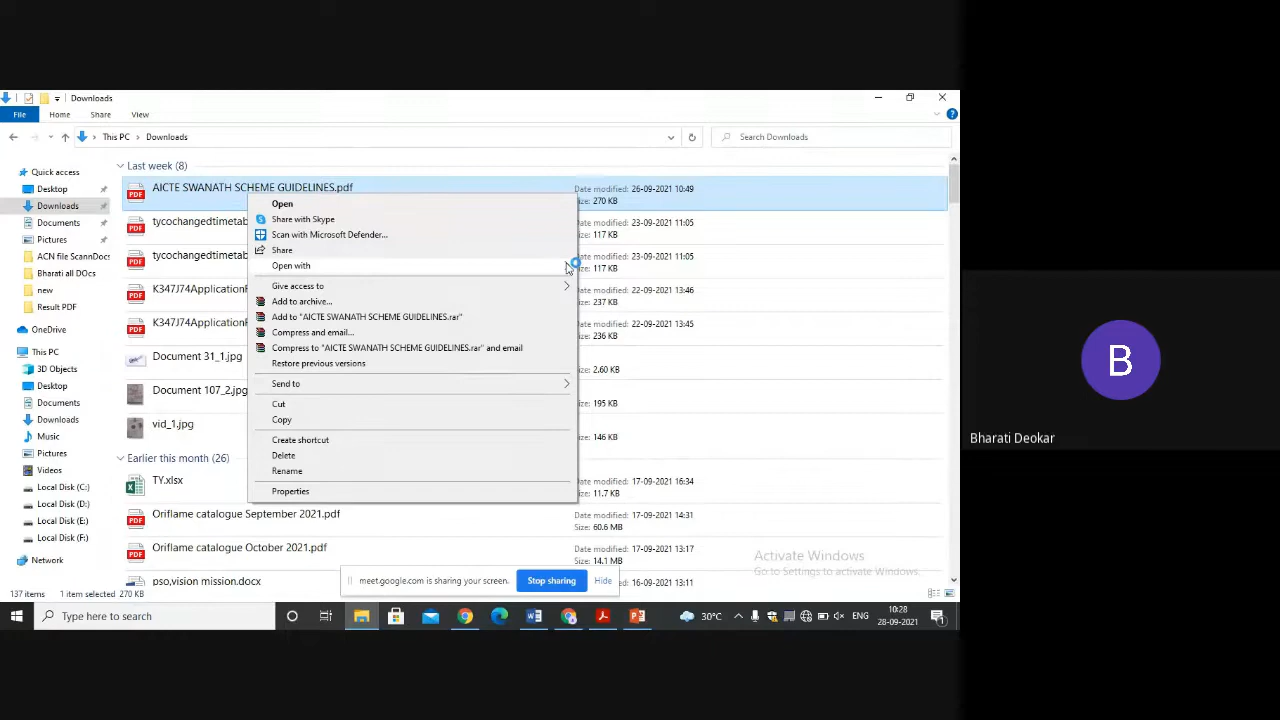 Downloads
File Home Share View
This PC Downloads
Search Downloads
Quick access
Desktop
Downloads
Documents
Pictures
ACN file ScannDocs
Bharati all DOcs
new
Result PDF
OneDrive
This PC
3D Objects
Desktop
Documents
Downloads
Music
Pictures
Videos
Local Disk (C:)
Local Disk (D:)
Local Disk (E:)
Local Disk (F:)
Network
Last week (8)
AICTE SWANATH SCHEME GUIDELINES.pdf
Date modified: 26-09-2021 10:49
ize: 270 KB
tycochangedtimetab
Date modified: 23-09-2021 11:05
ize: 117 KB
tycochangedtimetab
Date modified: 23-09-2021 11:05
ize: 117 KB
K347J74ApplicationF
Date modified: 22-09-2021 13:46
ize: 237 KB
K347J74ApplicationF
Date modified: 22-09-2021 13:45
ize: 236 KB
Document 31_1.jpg
ize: 2.60 KB
Document 107_2.jpg
ize: 195 KB
vid_1.jpg
ize: 146 KB
Earlier this month (26)
TY.xlsx
Date modified: 17-09-2021 16:34
Size: 11.7 KB
Oriflame catalogue September 2021.pdf
Date modified: 17-09-2021 14:31
Size: 60.6 MB
Oriflame catalogue October 2021.pdf
Date modified: 17-09-2021 13:17
Size: 14.1 MB
pso,vision mission.docx
Date modified: 16-09-2021 13:11
Open
Share with Skype
Scan with Microsoft Defender...
Share
Open with
Give access to
Add to archive...
Add to "AICTE SWANATH SCHEME GUIDELINES.rar"
Compress and email...
Compress to "AICTE SWANATH SCHEME GUIDELINES.rar" and email
Restore previous versions
Send to
Cut
Copy
Create shortcut
Delete
Rename
Properties
Activate Windows
Go to Settings to activate Windows.
meet.google.com is sharing your screen. Stop sharing Hide
137 items 1 item selected 270 KB
Type here to search
30°C
ENG
10:28
28-09-2021
B
Bharati Deokar